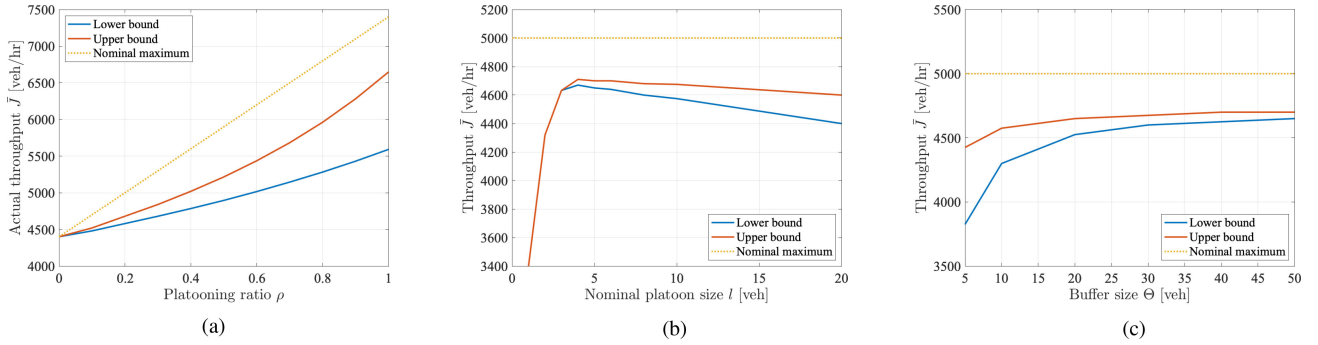 7500
7000
6500
6000
5500
5000
4500
4000
Actual throughput J̄ [veh/hr]
Lower bound
Upper bound
Nominal maximum
0 0.2 0.4 0.6 0.8 1
Platooning ratio ρ
(a)
5200
5000
4800
4600
4400
4200
4000
3800
3600
3400
Throughput J̄ [veh/hr]
Lower bound
Upper bound
Nominal maximum
0 5 10 15 20
Nominal platoon size l [veh]
(b)
5500
5000
4500
4000
3500
Throughput J̄ [veh/hr]
Lower bound
Upper bound
Nominal maximum
5 10 15 20 25 30 35 40 45 50
Buffer size Θ [veh]
(c)